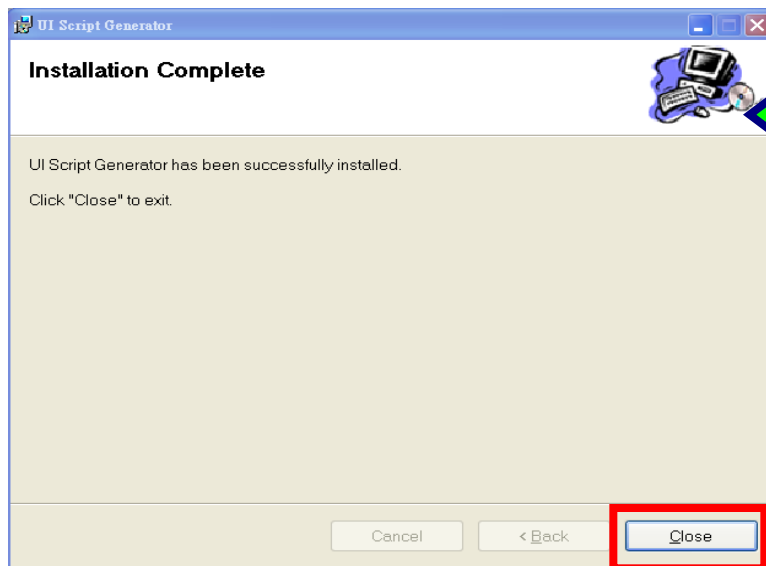 UI Script Generator
Installation Complete
UI Script Generator has been successfully installed.
Click "Close" to exit.
Cancel
< Back
Close